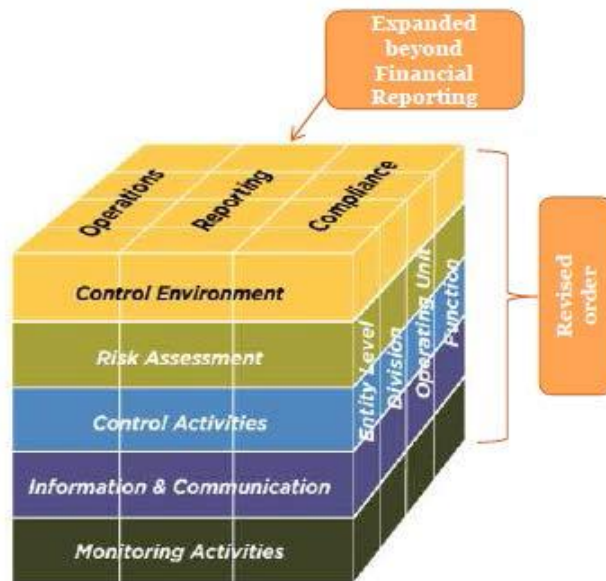 Expanded
beyond
Financial
Reporting
Operations
Reporting
Compliance
Control Environment
Risk Assessment
Control Activities
Information & Communication
Monitoring Activities
Entity Level
Division
Operating Unit
Function
Revised
order